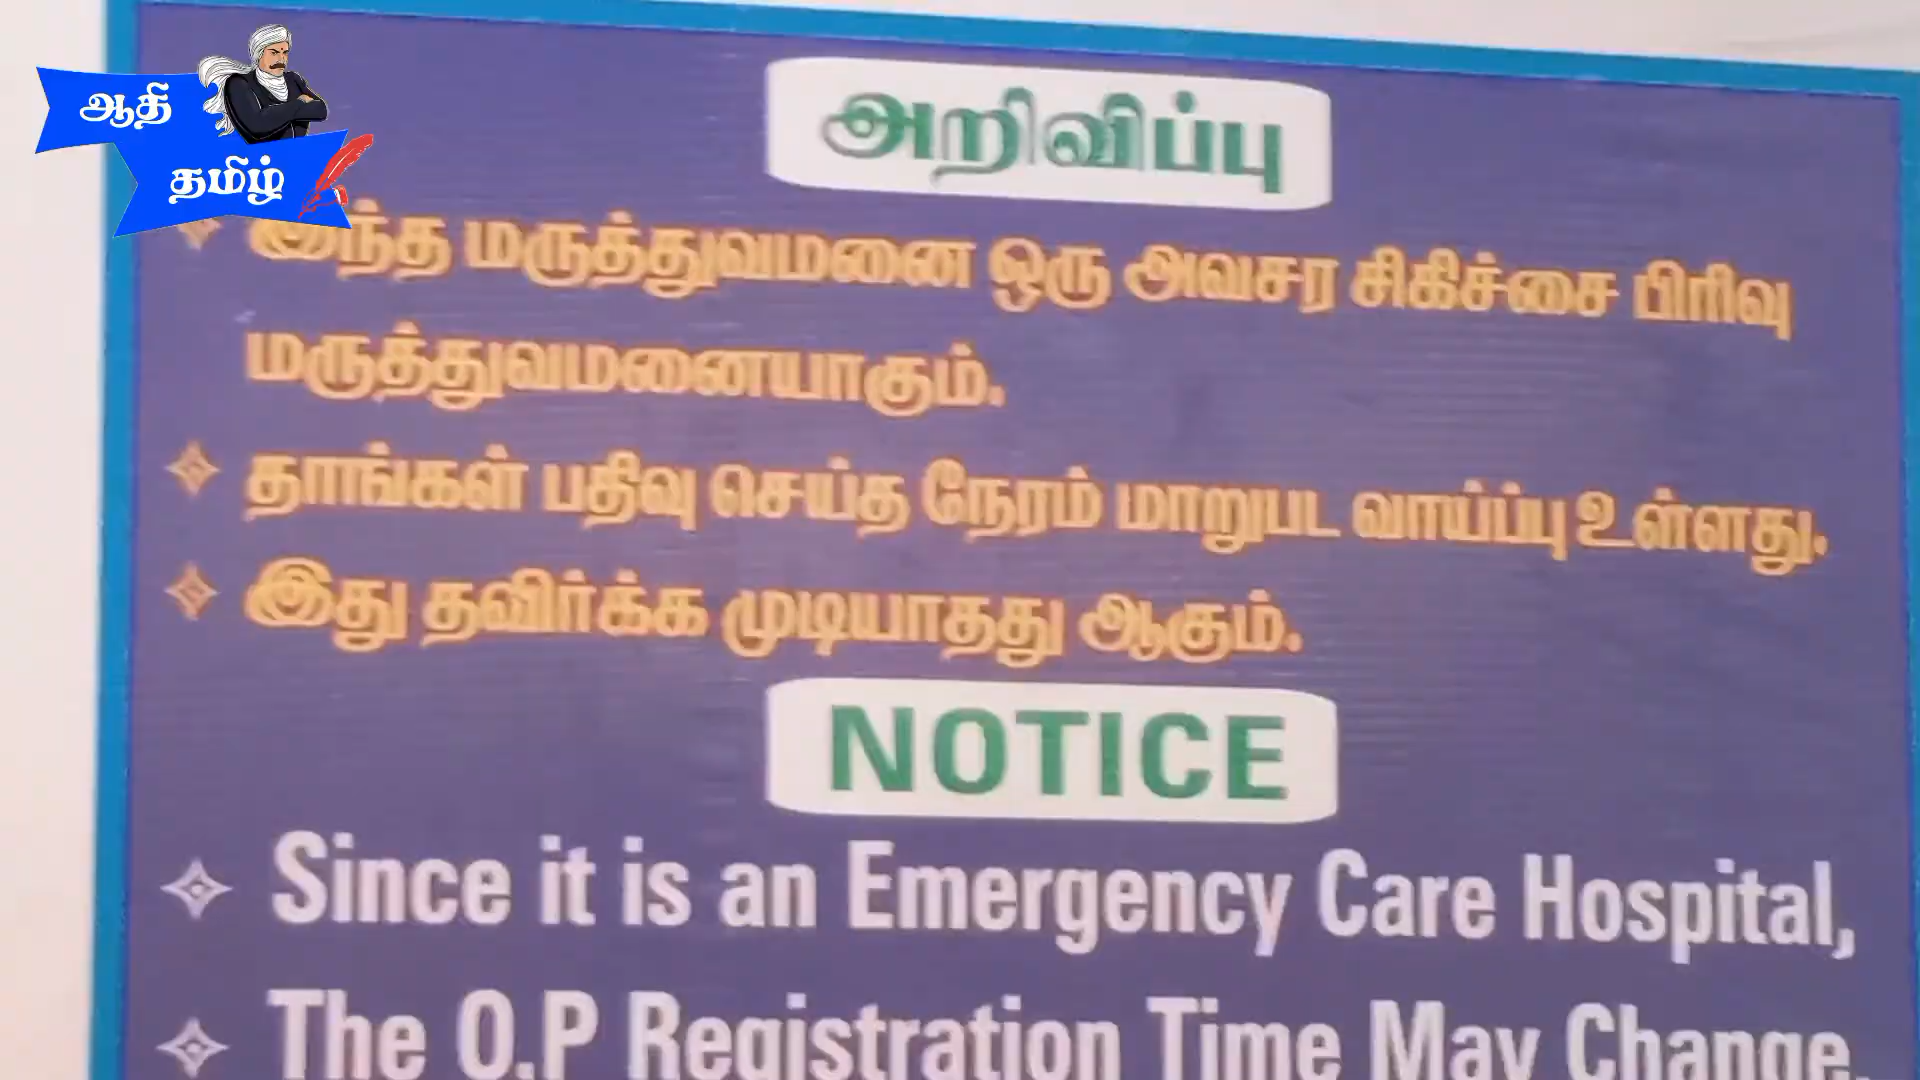 ஆதி
தமிழ்
அறிவிப்பு
இந்த மருத்துவமனை ஒரு அவசர சிகிச்சை பிரிவு
மருத்துவமனையாகும்.
தாங்கள் பதிவு செய்த நேரம் மாறுபட வாய்ப்பு உள்ளது.
இது தவிர்க்க முடியாதது ஆகும்.
NOTICE
Since it is an Emergency Care Hospital,
The O.P Registration Time May Change.